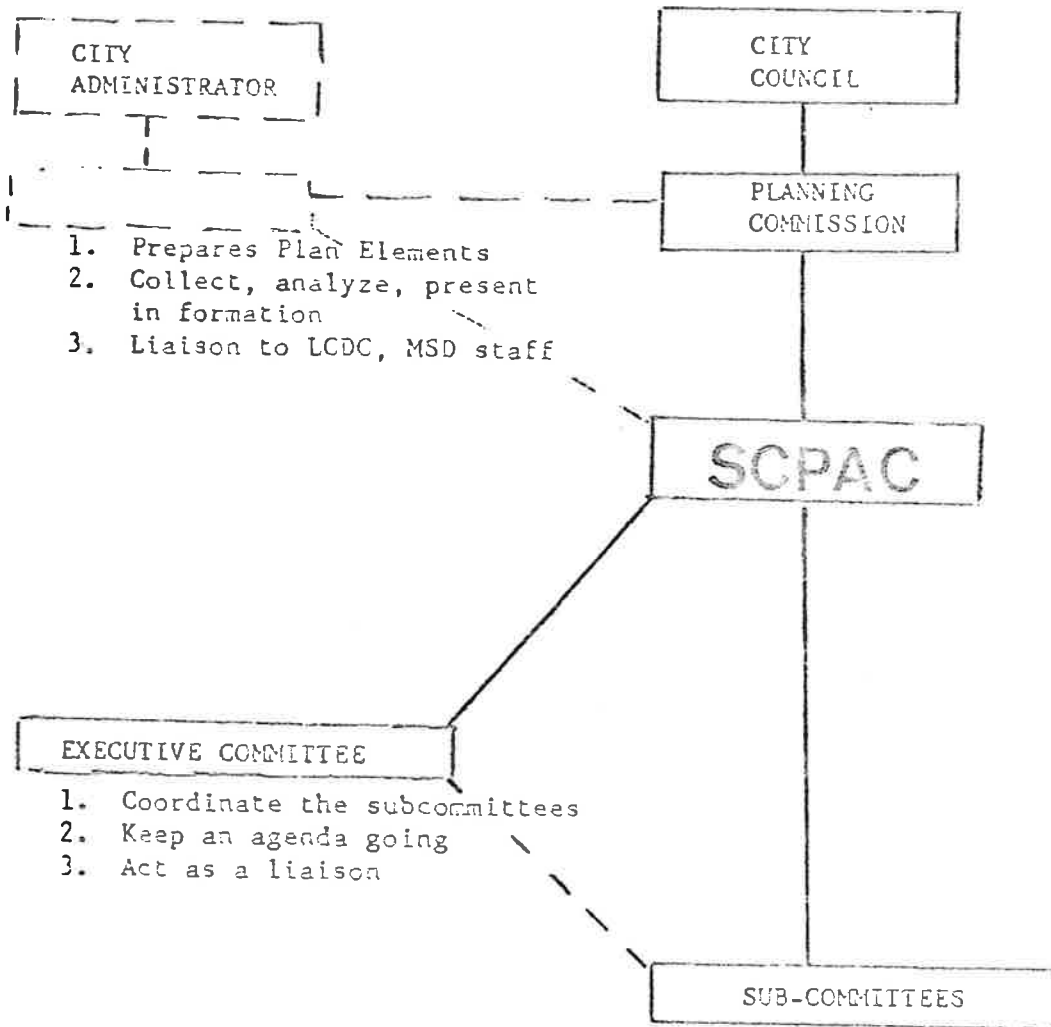 CITY
ADMINISTRATOR
CITY
COUNCIL
PLANNING
COMMISSION
1. Prepares Plan Elements
2. Collect, analyze, present
in formation
3. Liaison to LCDC, MSD staff
SCPAC
EXECUTIVE COMMITTEE
1. Coordinate the subcommittees
2. Keep an agenda going
3. Act as a liaison
SUB-COMMITTEES